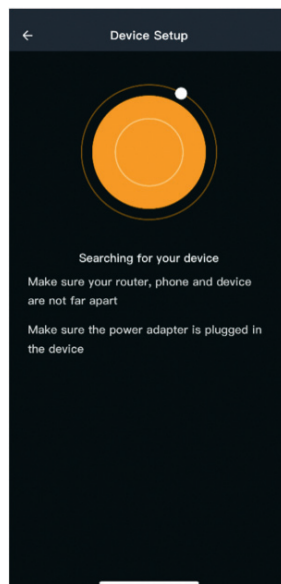 Device Setup
Searching for your device
Make sure your router, phone and device
are not far apart
Make sure the power adapter is plugged in
the device